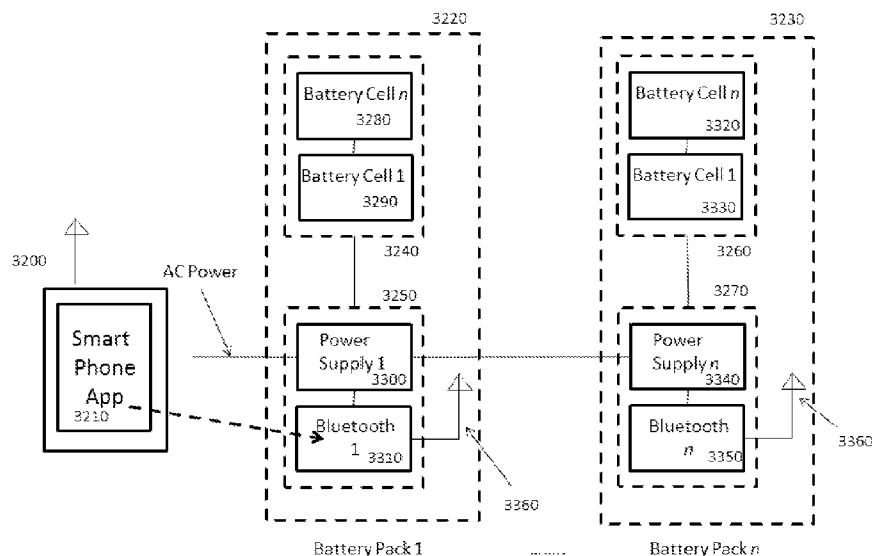 3220
3230
Battery Cell n
3280
Battery Cell 1
3290
3240
Battery Cell n
3320
Battery Cell 1
3330
3260
3200
AC Power
3250
3270
Smart
Phone
App
3210
Power
Supply 1
3300
Bluetooth
1
3310
3360
Power
Supply n
3340
Bluetooth
n
3350
3360
Battery Pack 1
.......
Battery Pack n